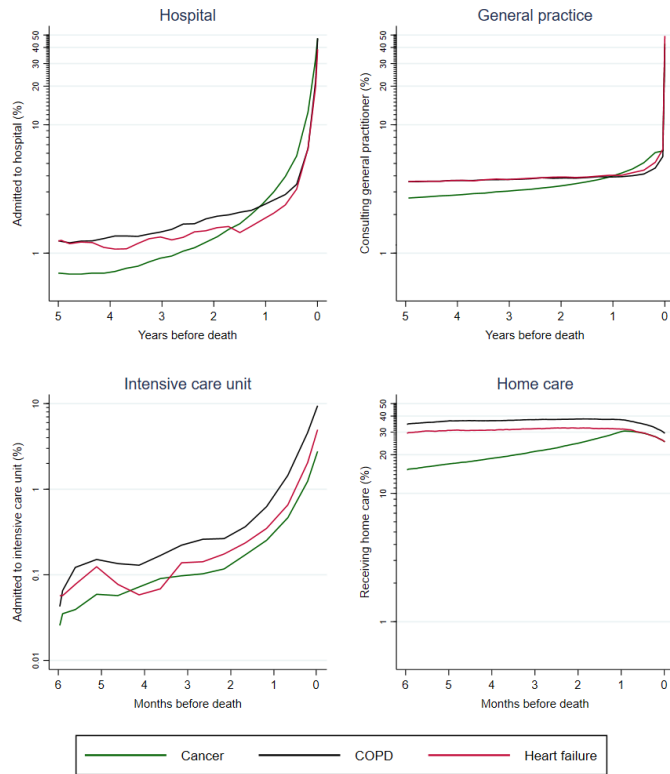 Hospital
Admitted to hospital (%)
50
40
30
20
10
1
5 4 3 2 1 0
Years before death
General practice
Consulting general practitioner (%)
50
40
30
20
10
1
5 4 3 2 1 0
Years before death
Intensive care unit
Admitted to intensive care unit (%)
10
1
0.1
0.01
6 5 4 3 2 1 0
Months before death
Home care
Receiving home care (%)
50
40
30
20
10
1
6 5 4 3 2 1 0
Months before death
Cancer COPD Heart failure